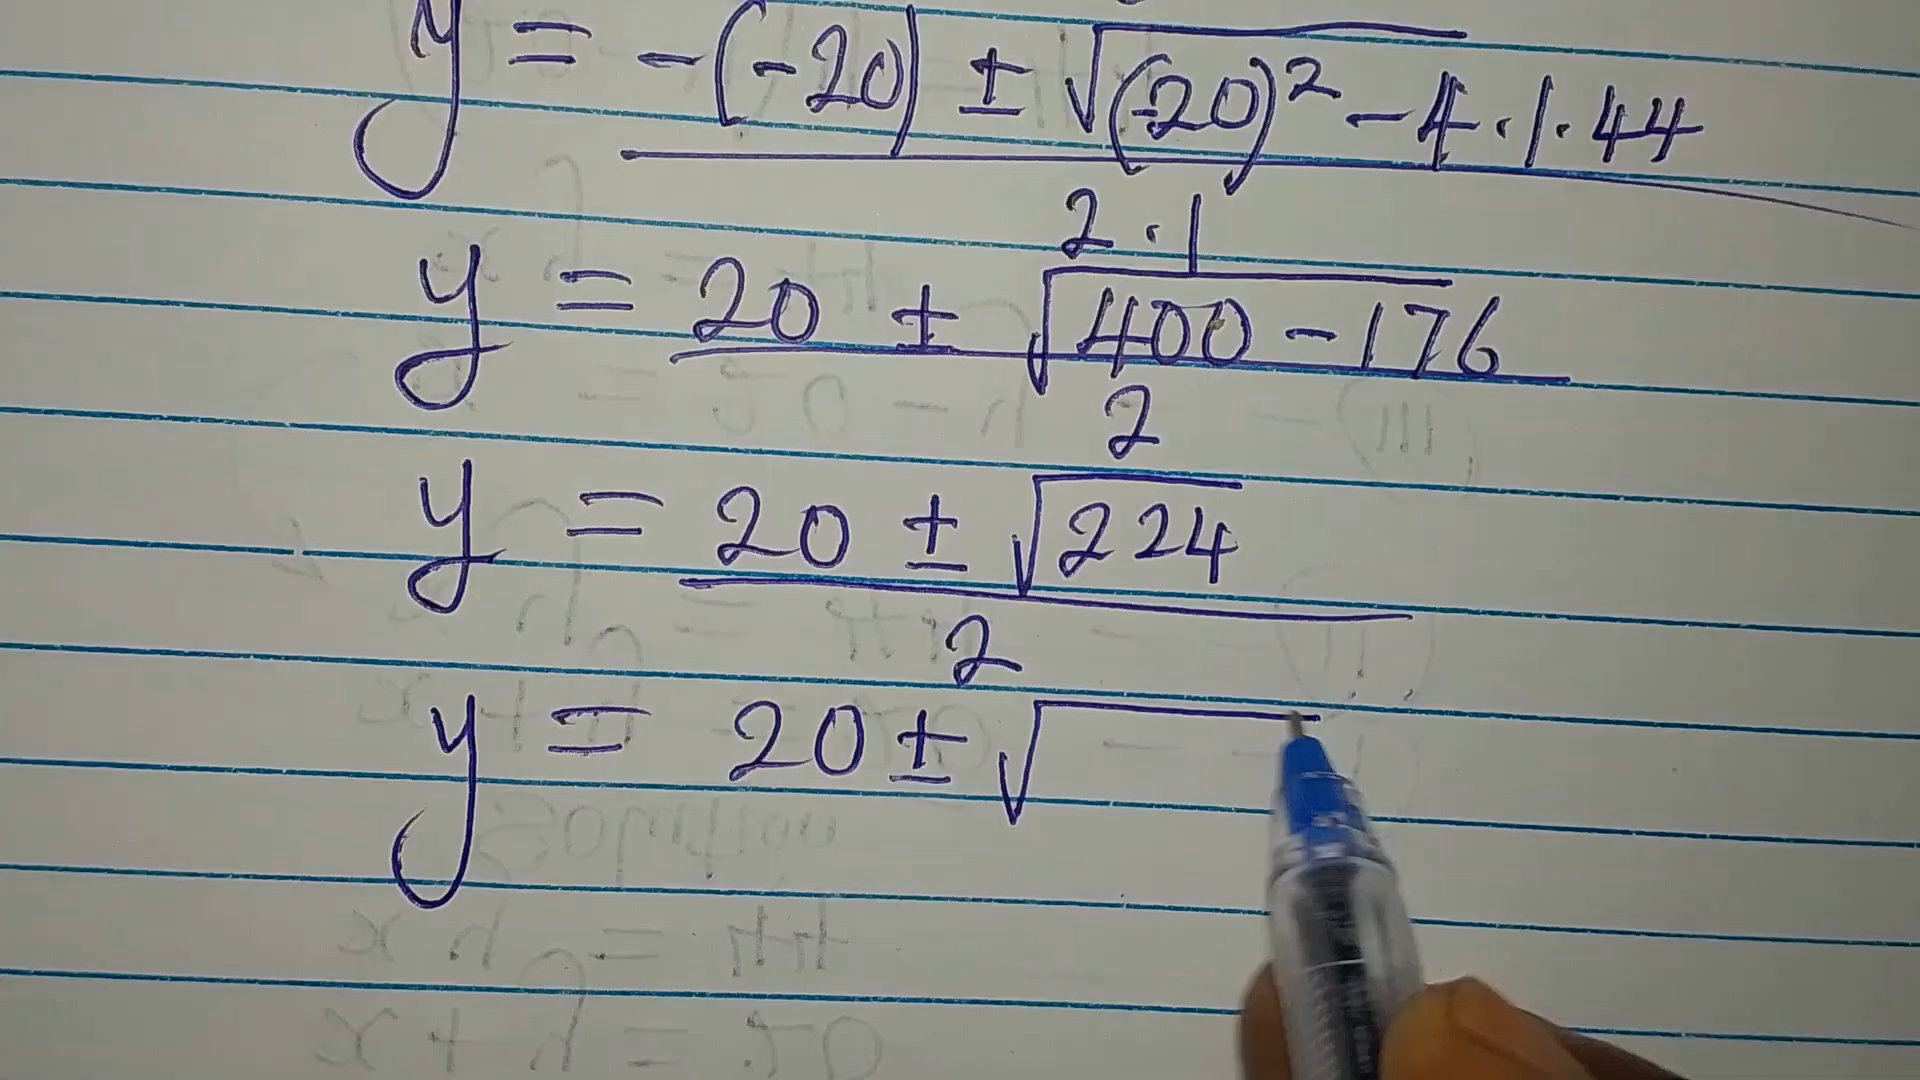 y = -(-20) ± √(-20)² - 4.1.44
2.1
y = 20 ± √400 - 176
2
y = 20 ± √224
2
y = 20 ± √